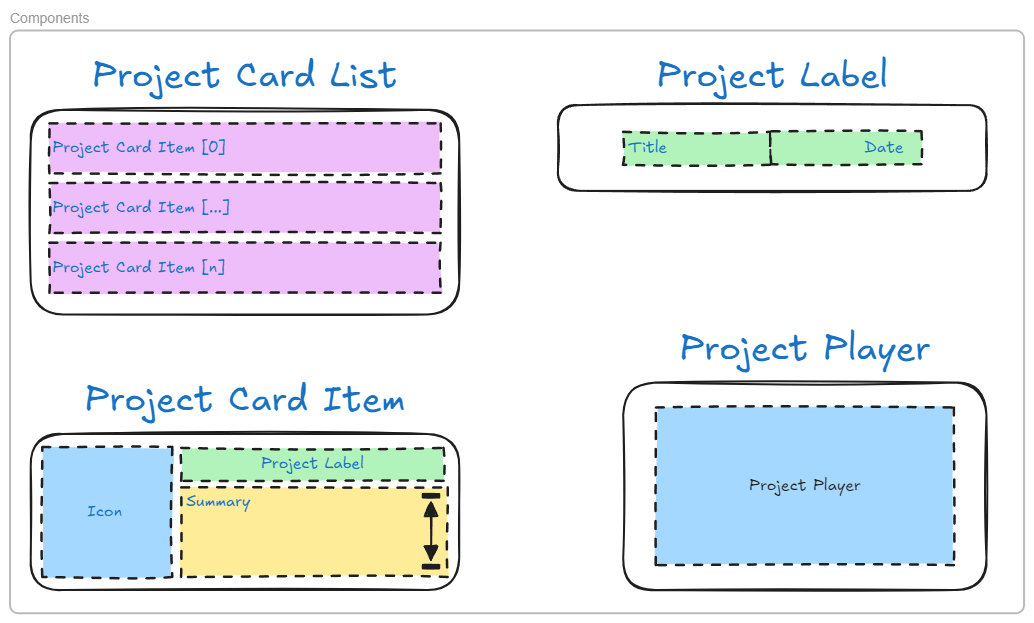 Components
Project Card List
Project Card Item [0]
Project Card Item [...]
Project Card Item [n]
Project Label
Title
Date
Project Card Item
Icon
Project Label
Summary
Project Player
Project Player